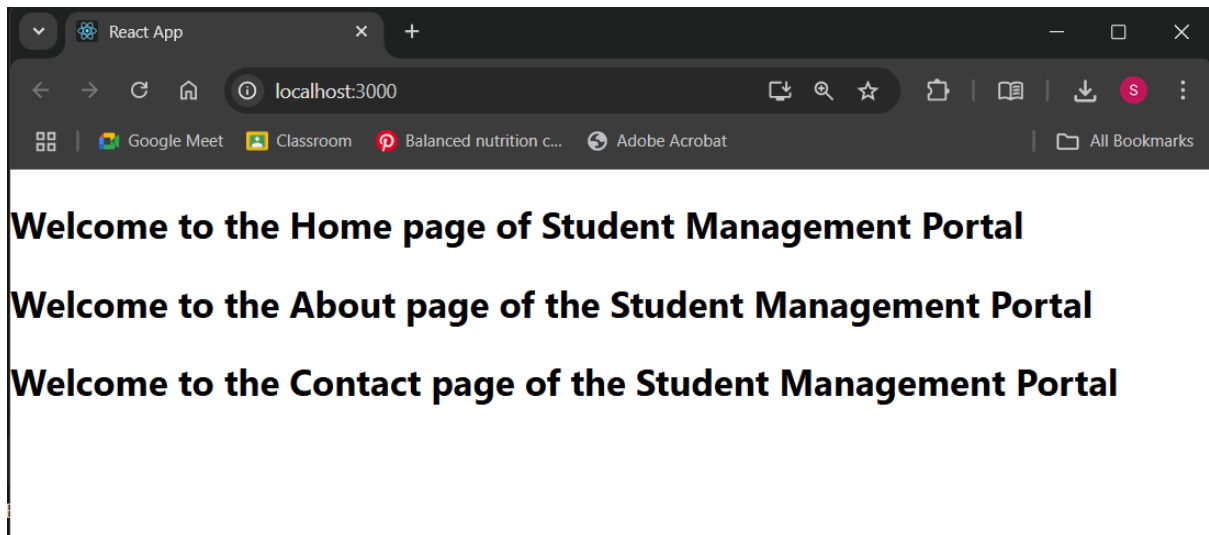 React App
localhost:3000
S
Google Meet Classroom Balanced nutrition c... Adobe Acrobat All Bookmarks
Welcome to the Home page of Student Management Portal
Welcome to the About page of the Student Management Portal
Welcome to the Contact page of the Student Management Portal